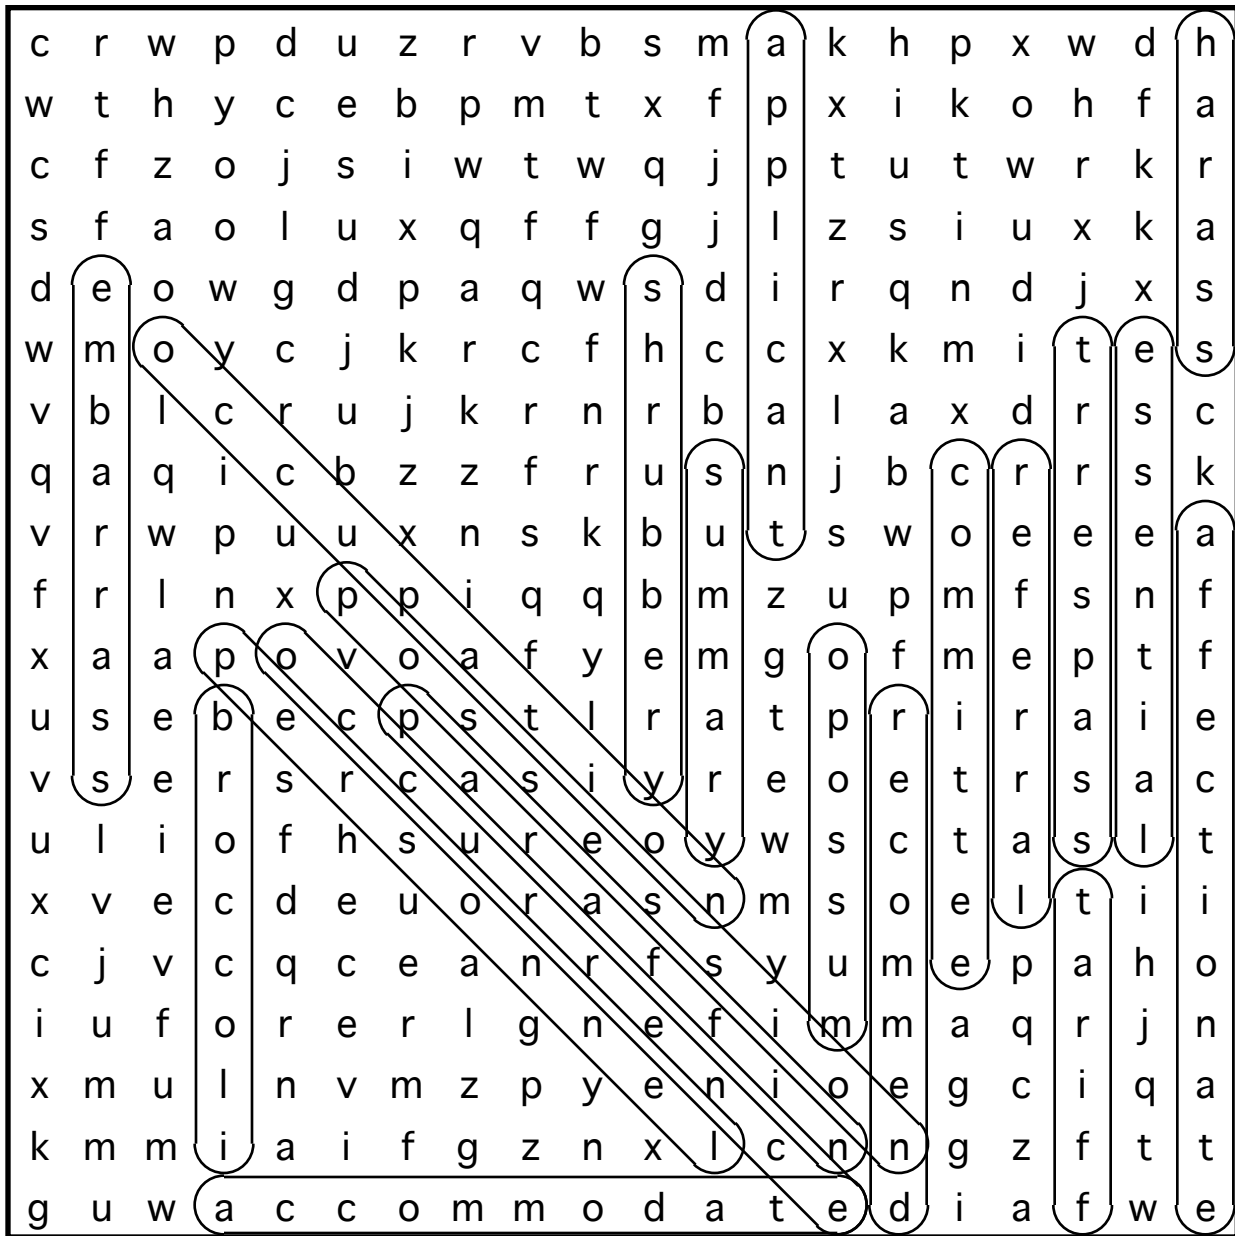 c r w p d u z r v b s m a k h p x w d h
w t h y c e b p m t x f p x i k o h f a
c f z o j s i w t w q j p t u t w r k r
s f a o l u x q f f g j l z s i u x k a
d e o w g d p a q w s d i r q n d j x s
w m o y c j k r c f h c c x k m i t e s
v b l c r u j k r n r b a l a x d r s c
q a q i c b z z f r u s n j b c r r s k
v r w p u u x n s k b u t s w o e e e a
f r l n x p p i q q b m z u p m f s n f
x a a p o v o a f y e m g o f m e p t f
u s e b e c p s t l r a t p r i r a i e
v s e r s r c a s i y r e o e t r s a c
u l i o f h s u r e o y w s c t a s l t
x v e c d e u o r a s n m s o e l t i i
c j v c q c e a n r f s y u m e p a h o
i u f o r e r l g n e f i m m a q r j n
x m u l n v m z p y e n i o e g c i q a
k m m i a i f g z n x l c n n g z f t t
g u w a c c o m m o d a t e d i a f w e